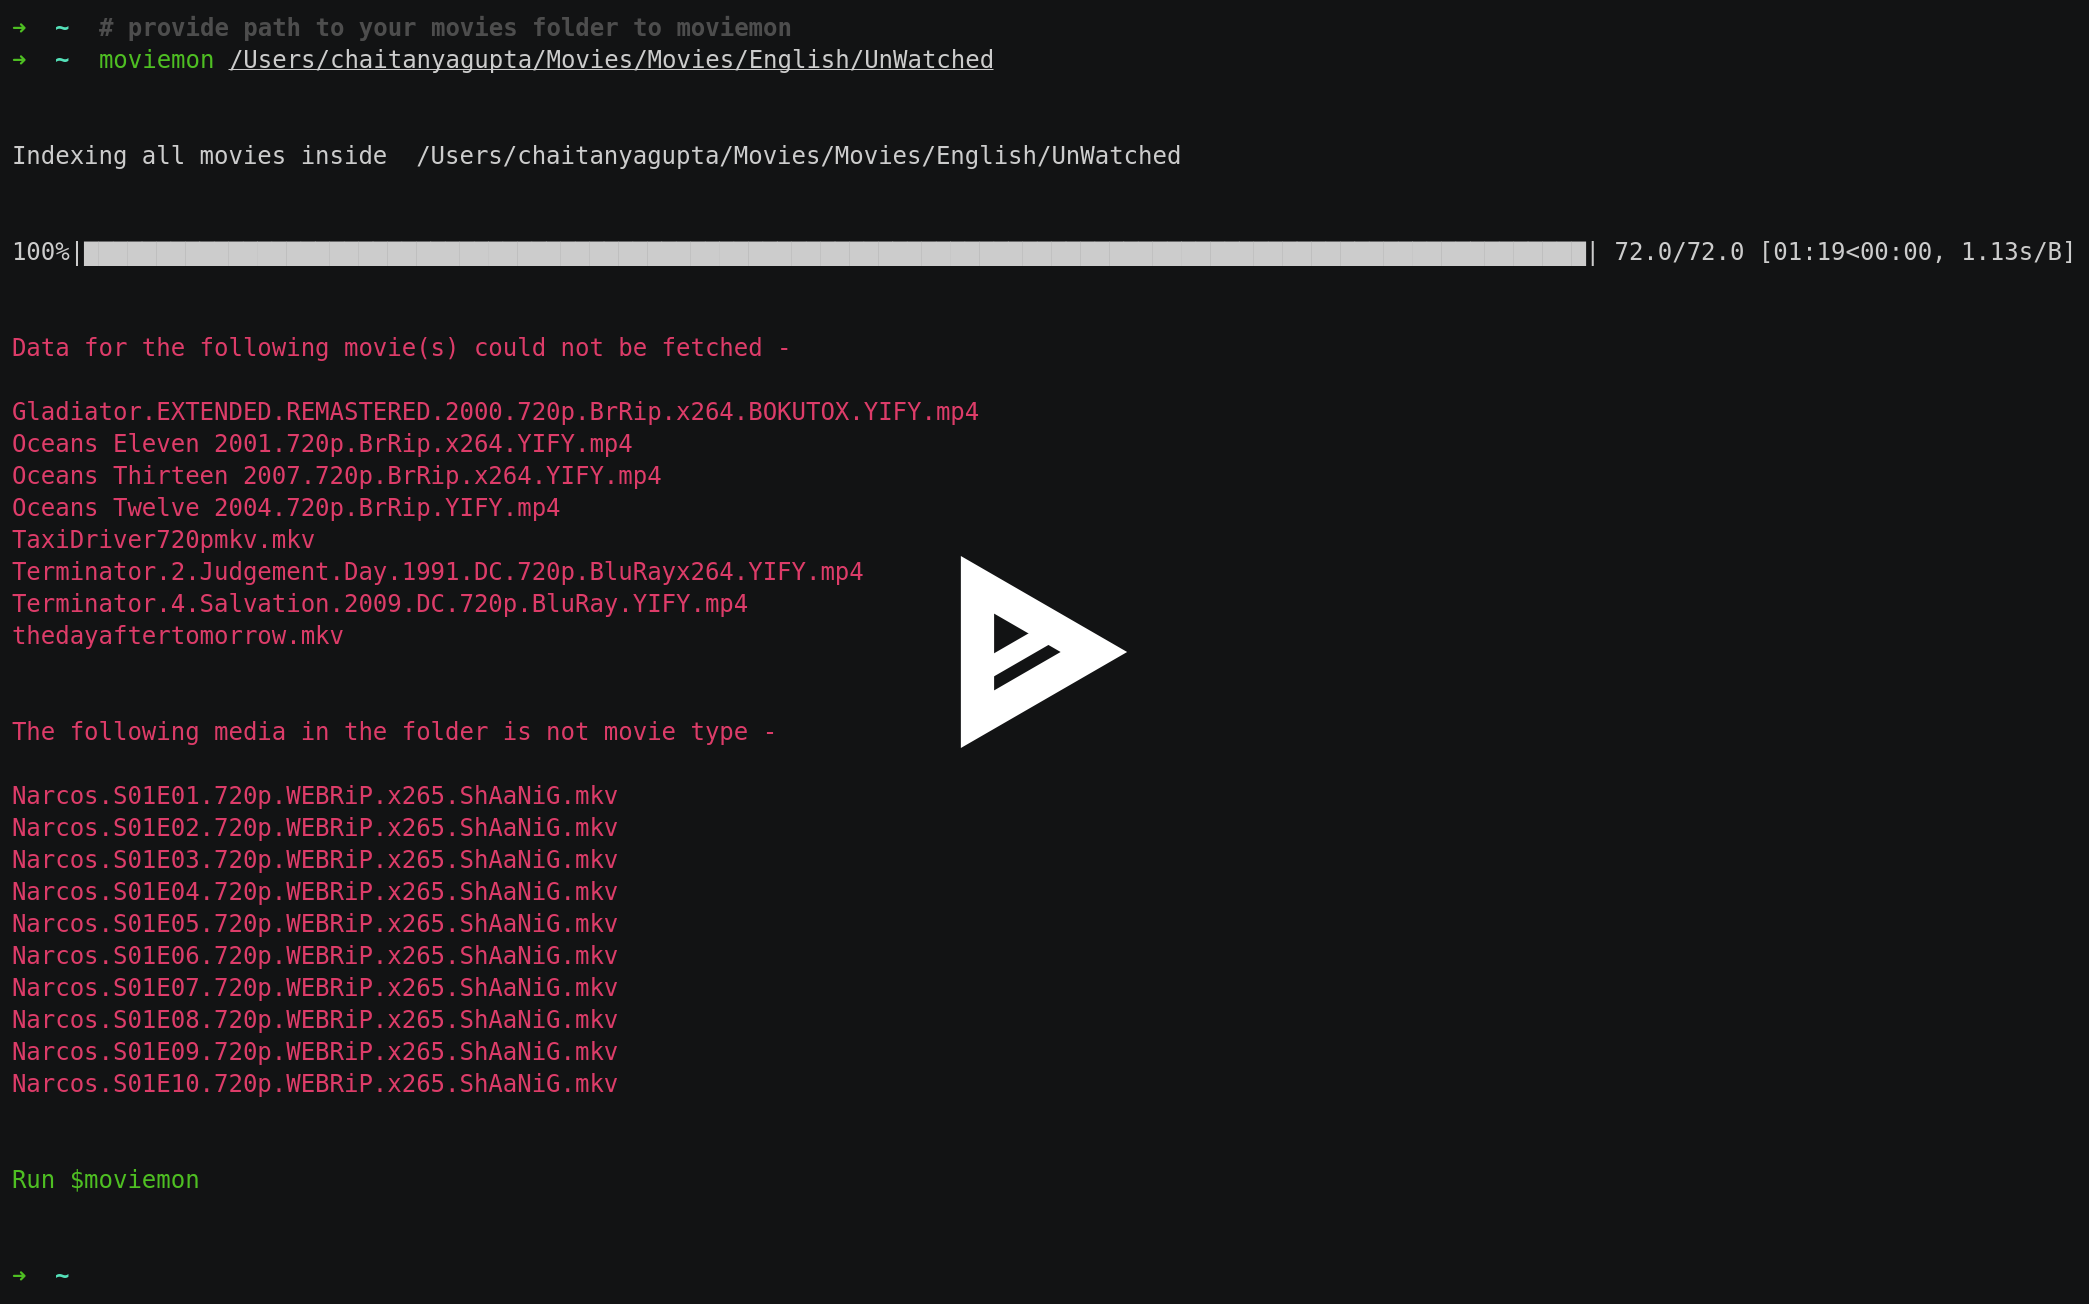 ➜  ~  # provide path to your movies folder to moviemon
➜  ~  moviemon /Users/chaitanyagupta/Movies/Movies/English/UnWatched
Indexing all movies inside  /Users/chaitanyagupta/Movies/Movies/English/UnWatched
100%| | 72.0/72.0 [01:19<00:00, 1.13s/B]
Data for the following movie(s) could not be fetched -
Gladiator.EXTENDED.REMASTERED.2000.720p.BrRip.x264.BOKUTOX.YIFY.mp4
Oceans Eleven 2001.720p.BrRip.x264.YIFY.mp4
Oceans Thirteen 2007.720p.BrRip.x264.YIFY.mp4
Oceans Twelve 2004.720p.BrRip.YIFY.mp4
TaxiDriver720pmkv.mkv
Terminator.2.Judgement.Day.1991.DC.720p.BluRayx264.YIFY.mp4
Terminator.4.Salvation.2009.DC.720p.BluRay.YIFY.mp4
thedayaftertomorrow.mkv
The following media in the folder is not movie type -
Narcos.S01E01.720p.WEBRiP.x265.ShAaNiG.mkv
Narcos.S01E02.720p.WEBRiP.x265.ShAaNiG.mkv
Narcos.S01E03.720p.WEBRiP.x265.ShAaNiG.mkv
Narcos.S01E04.720p.WEBRiP.x265.ShAaNiG.mkv
Narcos.S01E05.720p.WEBRiP.x265.ShAaNiG.mkv
Narcos.S01E06.720p.WEBRiP.x265.ShAaNiG.mkv
Narcos.S01E07.720p.WEBRiP.x265.ShAaNiG.mkv
Narcos.S01E08.720p.WEBRiP.x265.ShAaNiG.mkv
Narcos.S01E09.720p.WEBRiP.x265.ShAaNiG.mkv
Narcos.S01E10.720p.WEBRiP.x265.ShAaNiG.mkv
Run $moviemon
➜  ~